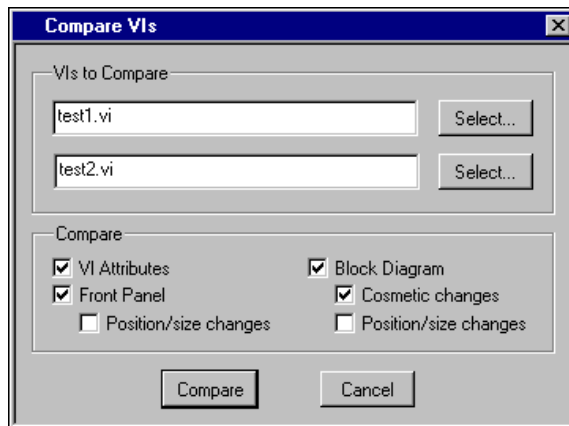 Compare VIs
VIs to Compare
test1.vi
Select...
test2.vi
Select...
Compare
VI Attributes
Block Diagram
Front Panel
Cosmetic changes
Position/size changes
Position/size changes
Compare
Cancel